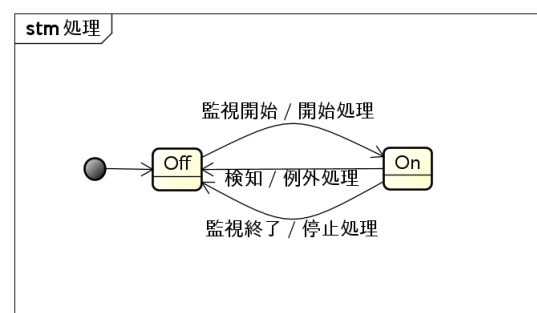 stm 処理
監視開始 / 開始処理
Off
On
検知 / 例外処理
監視終了 / 停止処理